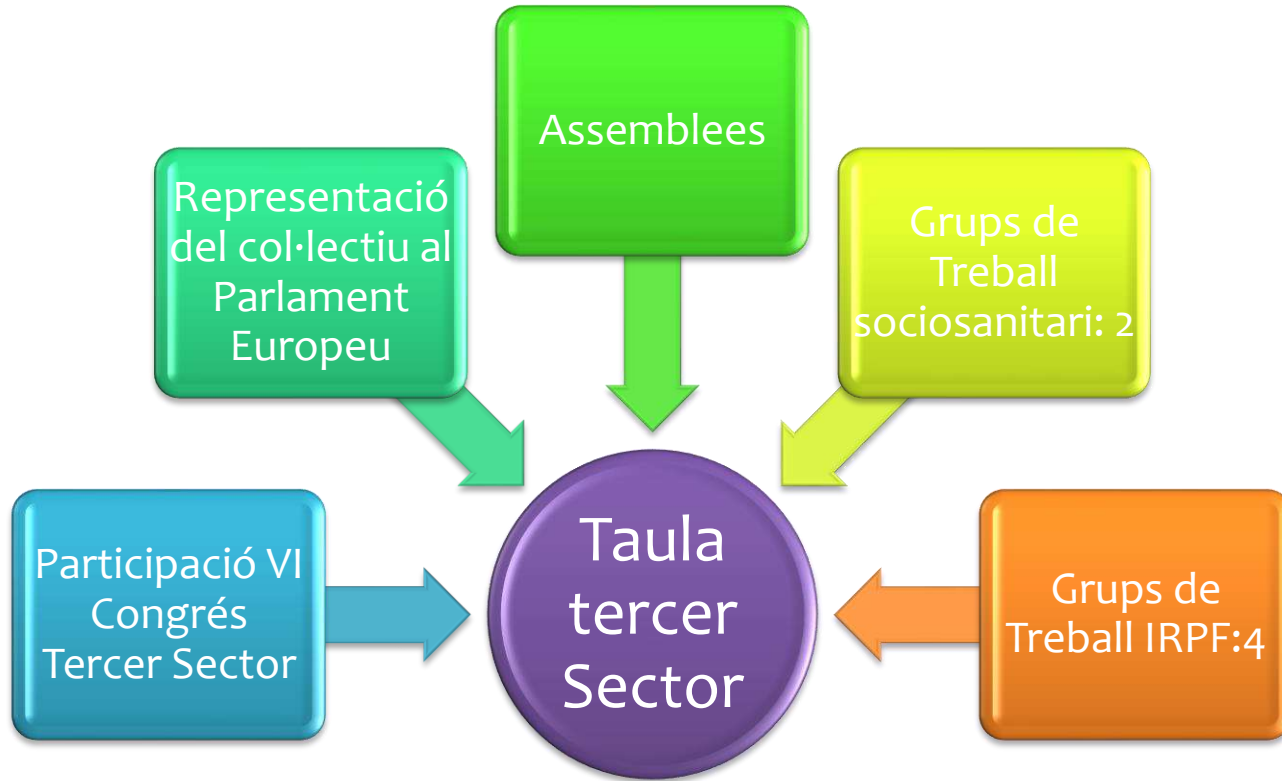 Assemblees
Representació
del col·lectiu al
Parlament
Europeu
Grups de
Treball
sociosanitari: 2
Participació VI
Congrés
Tercer Sector
Taula
tercer
Sector
Grups de
Treball IRPF:4